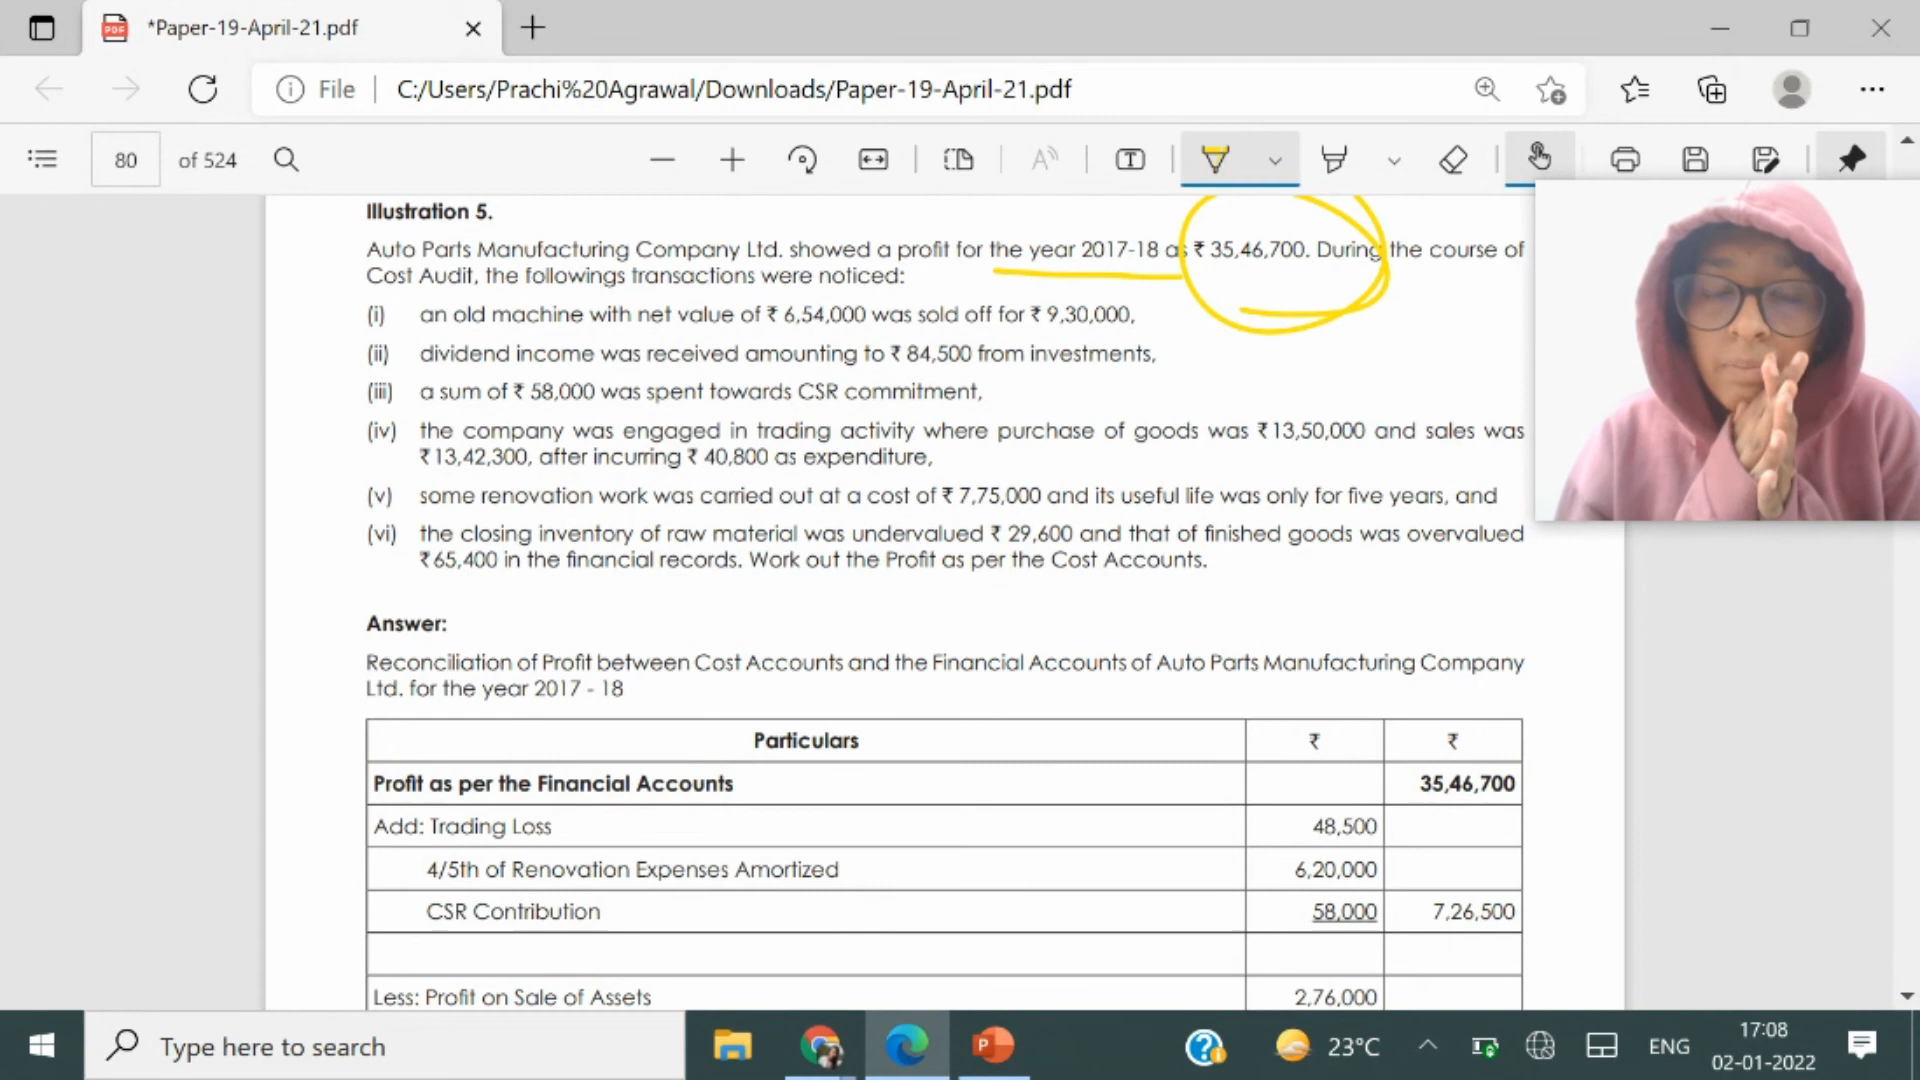 *Paper-19-April-21.pdf
File
C:/Users/Prachi%20Agrawal/Downloads/Paper-19-April-21.pdf
80 of 524
Illustration 5.
Auto Parts Manufacturing Company Ltd. showed a profit for the year 2017-18 as ₹ 35,46,700. During the course of
Cost Audit, the followings transactions were noticed:
(i) an old machine with net value of ₹ 6,54,000 was sold off for ₹ 9,30,000,
(ii) dividend income was received amounting to ₹ 84,500 from investments,
(iii) a sum of ₹ 58,000 was spent towards CSR commitment,
(iv) the company was engaged in trading activity where purchase of goods was ₹13,50,000 and sales was
₹13,42,300, after incurring ₹ 40,800 as expenditure,
(v) some renovation work was carried out at a cost of ₹ 7,75,000 and its useful life was only for five years, and
(vi) the closing inventory of raw material was undervalued ₹ 29,600 and that of finished goods was overvalued
₹65,400 in the financial records. Work out the Profit as per the Cost Accounts.
Answer:
Reconciliation of Profit between Cost Accounts and the Financial Accounts of Auto Parts Manufacturing Company
Ltd. for the year 2017 - 18
Particulars ₹ ₹
Profit as per the Financial Accounts 35,46,700
Add: Trading Loss 48,500
4/5th of Renovation Expenses Amortized 6,20,000
CSR Contribution 58,000 7,26,500
Less: Profit on Sale of Assets 2,76,000
Type here to search
23°C
ENG
17:08
02-01-2022